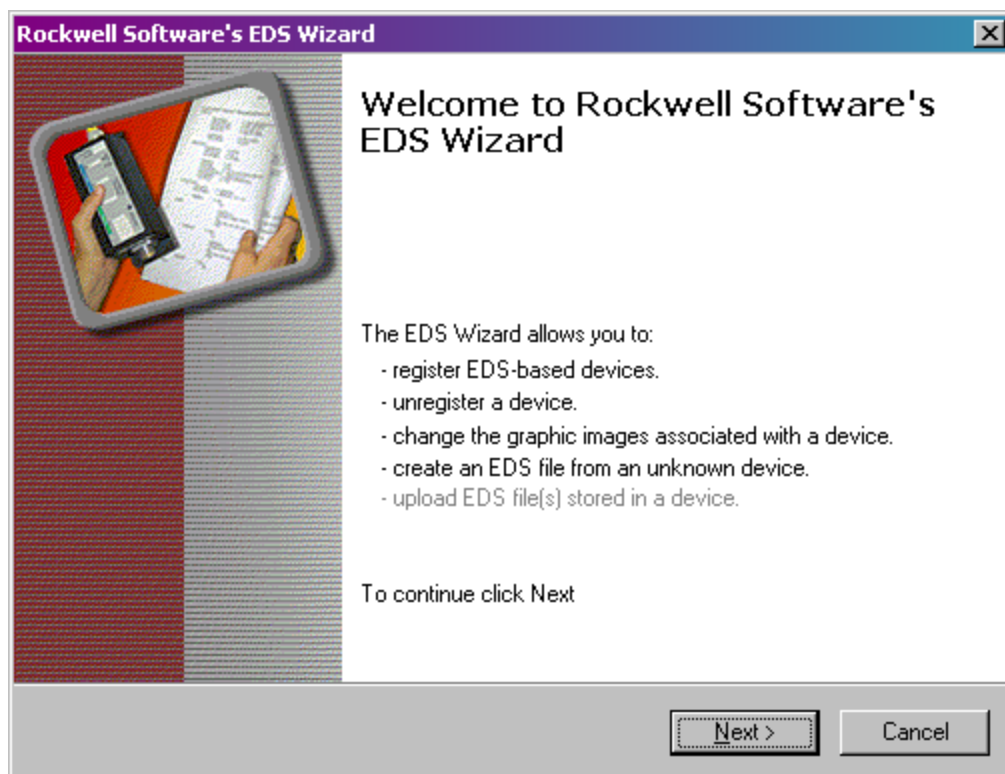 Rockwell Software's EDS Wizard
Welcome to Rockwell Software's
EDS Wizard
The EDS Wizard allows you to:
- register EDS-based devices.
- unregister a device.
- change the graphic images associated with a device.
- create an EDS file from an unknown device.
- upload EDS file(s) stored in a device.
To continue click Next
Next >
Cancel